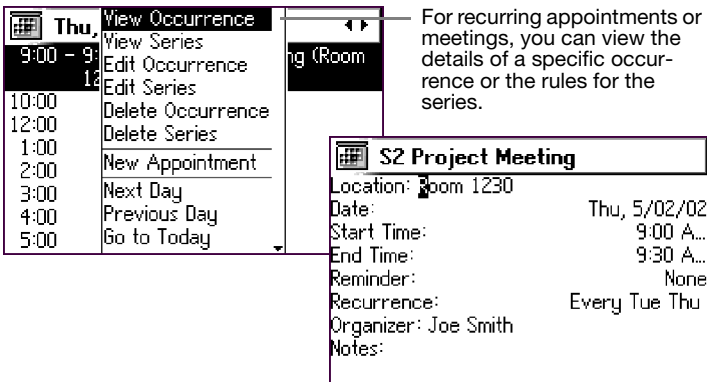 Thu,
View Occurrence
View Series
Edit Occurrence
Edit Series
Delete Occurrence
Delete Series
New Appointment
Next Day
Previous Day
Go to Today
9:00 - 9:
ng (Room
12
10:00
12:00
1:00
2:00
3:00
4:00
5:00
For recurring appointments or
meetings, you can view the
details of a specific occur-
rence or the rules for the
series.
S2 Project Meeting
Location: Room 1230
Date: Thu, 5/02/02
Start Time: 9:00 A...
End Time: 9:30 A...
Reminder: None
Recurrence: Every Tue Thu
Organizer: Joe Smith
Notes: